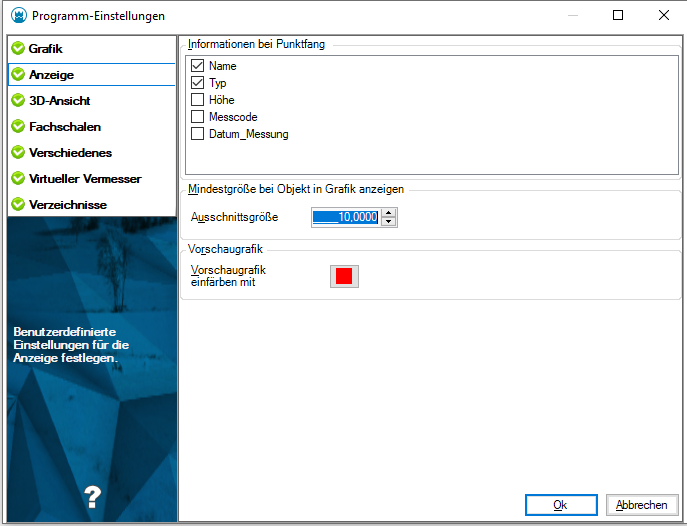 Programm-Einstellungen
Grafik
Anzeige
3D-Ansicht
Fachschalen
Verschiedenes
Virtueller Vermesser
Verzeichnisse
Benutzerdefinierte
Einstellungen für die
Anzeige festlegen.
?
Informationen bei Punktfang
Name
Typ
Höhe
Messcode
Datum_Messung
Mindestgröße bei Objekt in Grafik anzeigen
Ausschnittsgröße ____10,0000
Vorschaugrafik
Vorschaugrafik
einfärben mit
Ok Abbrechen